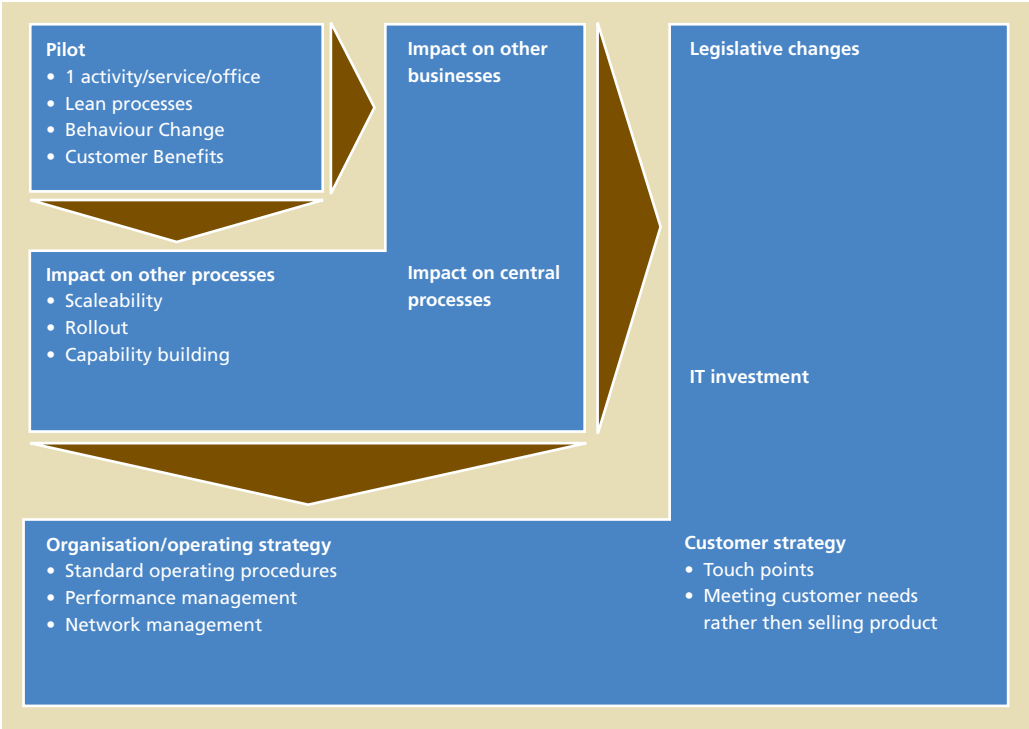 Pilot
• 1 activity/service/office
• Lean processes
• Behaviour Change
• Customer Benefits
Impact on other
businesses
Legislative changes
Impact on other processes
• Scaleability
• Rollout
• Capability building
Impact on central
processes
IT investment
Organisation/operating strategy
• Standard operating procedures
• Performance management
• Network management
Customer strategy
• Touch points
• Meeting customer needs
rather then selling product